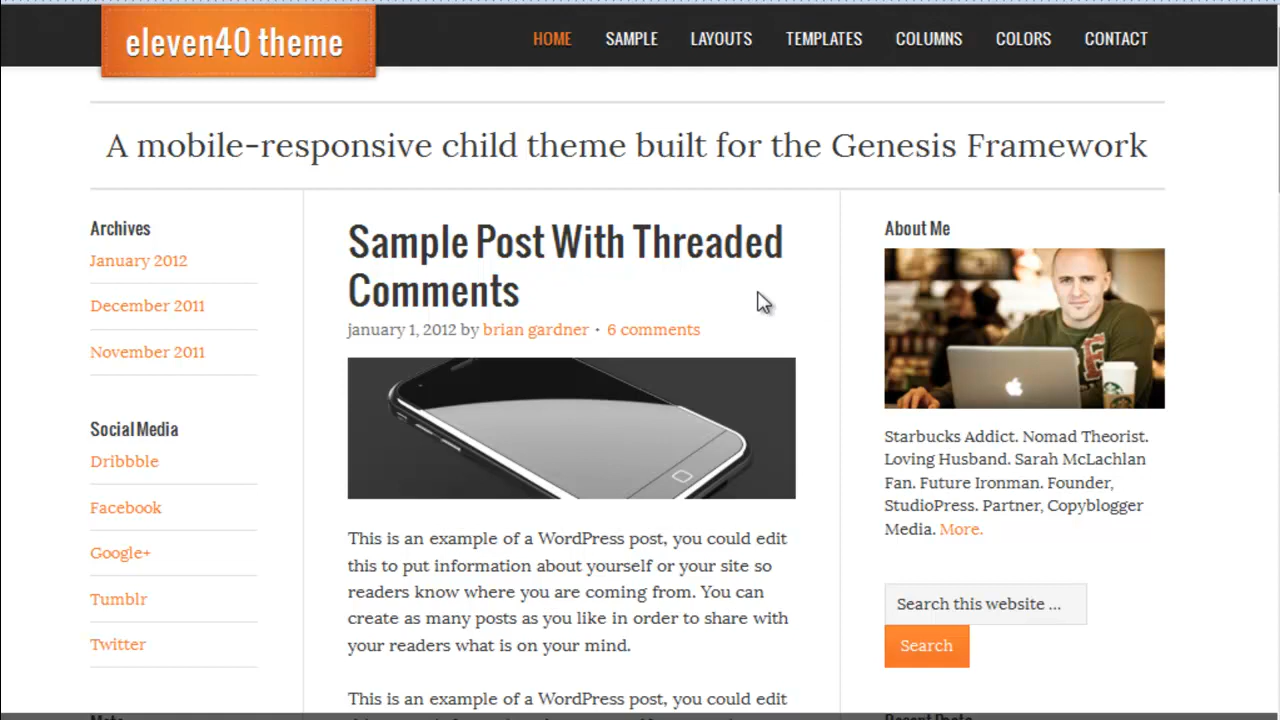 eleven40 theme
HOME SAMPLE LAYOUTS TEMPLATES COLUMNS COLORS CONTACT
A mobile-responsive child theme built for the Genesis Framework
Archives
January 2012
December 2011
November 2011
Social Media
Dribbble
Facebook
Google+
Tumblr
Twitter
Sample Post With Threaded
Comments
january 1, 2012 by brian gardner · 6 comments
This is an example of a WordPress post, you could edit
this to put information about yourself or your site so
readers know where you are coming from. You can
create as many posts as you like in order to share with
your readers what is on your mind.
This is an example of a WordPress post, you could edit
About Me
Starbucks Addict. Nomad Theorist.
Loving Husband. Sarah McLachlan
Fan. Future Ironman. Founder,
StudioPress. Partner, Copyblogger
Media. More.
Search this website ...
Search